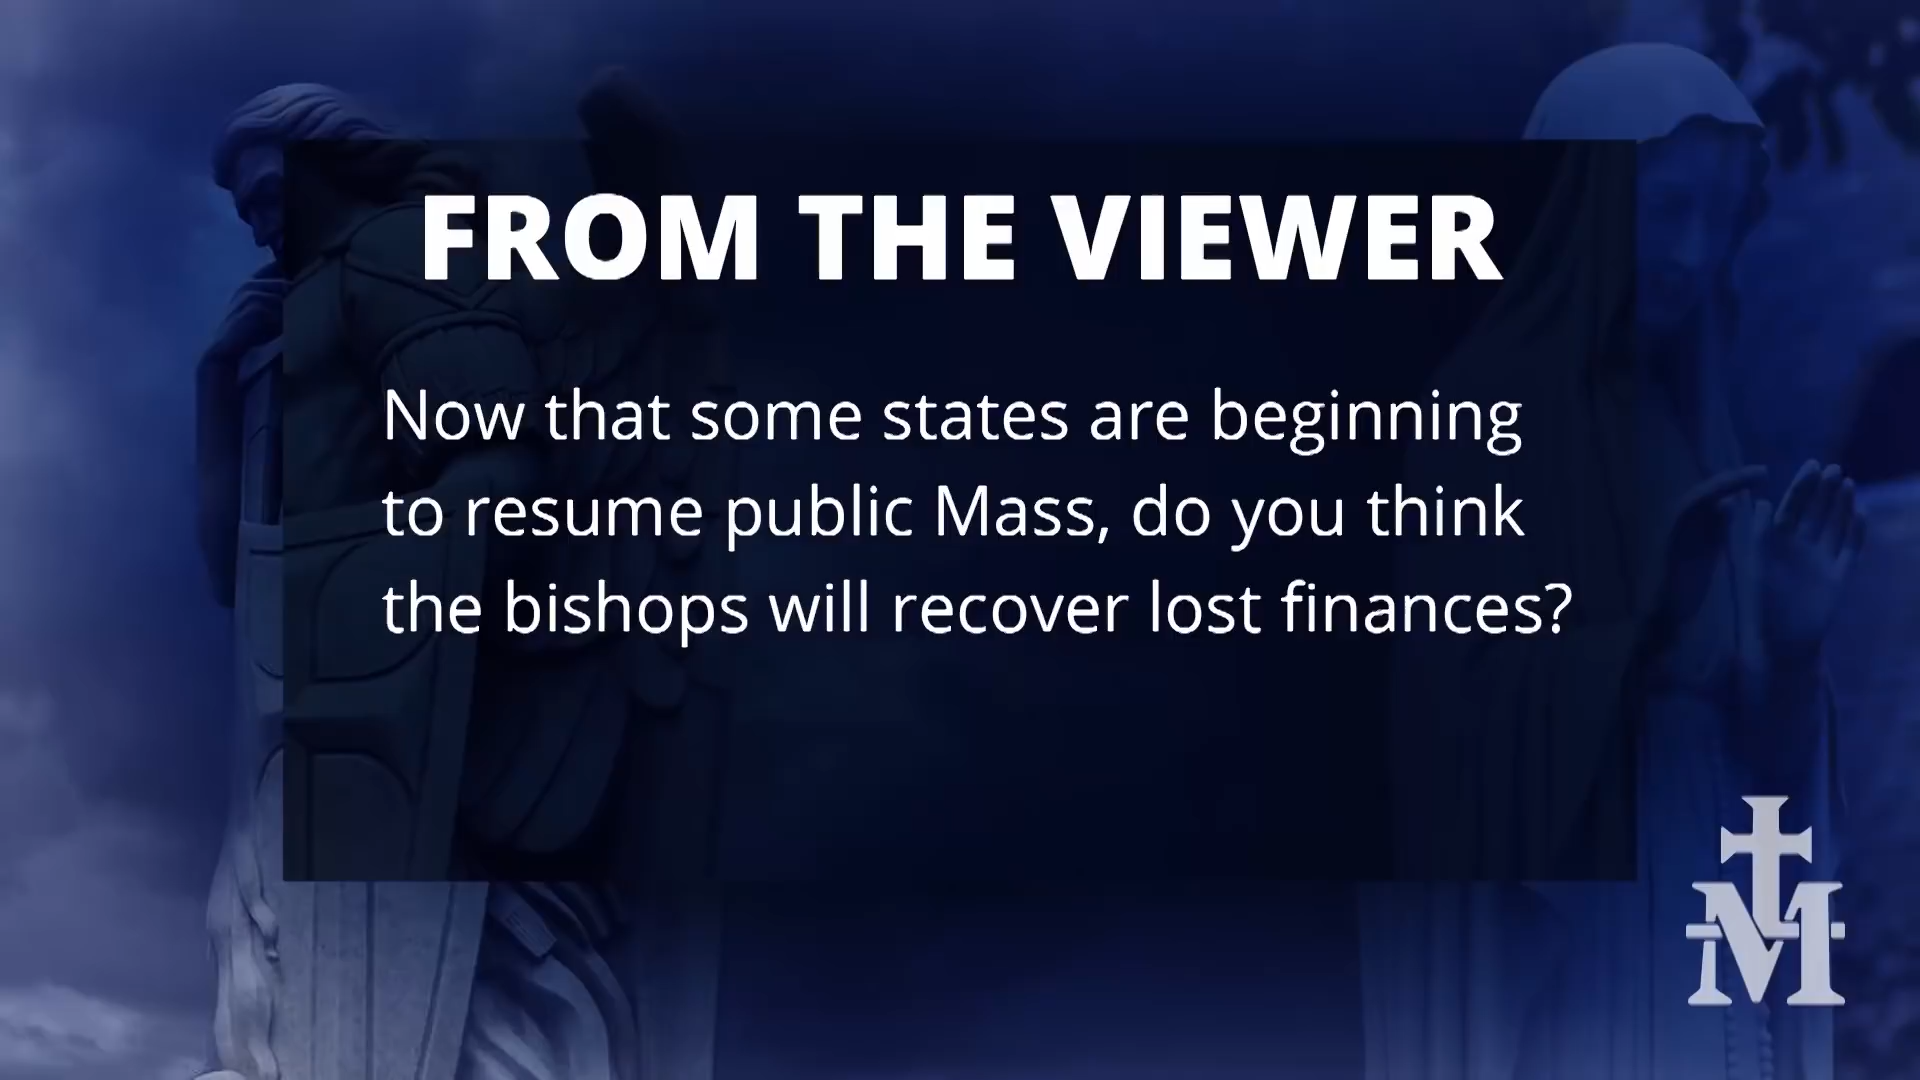 FROM THE VIEWER
Now that some states are beginning
to resume public Mass, do you think
the bishops will recover lost finances?